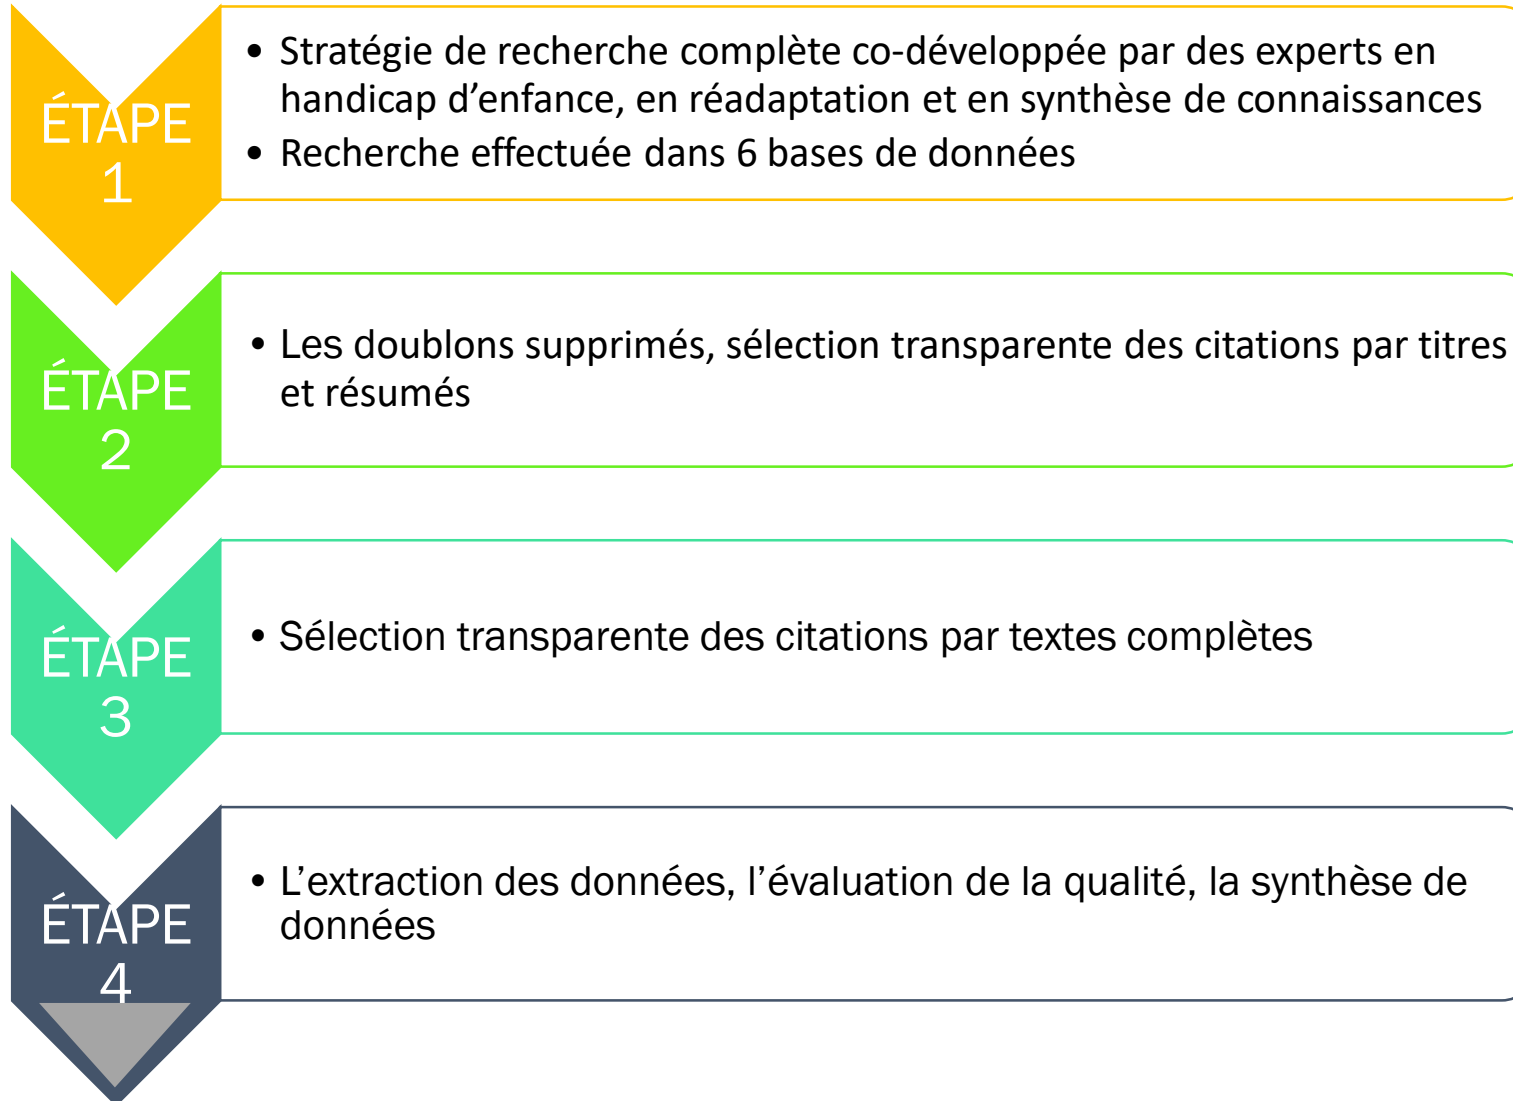 ÉTAPE
1
• Stratégie de recherche complète co-développée par des experts en
handicap d’enfance, en réadaptation et en synthèse de connaissances
• Recherche effectuée dans 6 bases de données
ÉTAPE
2
• Les doublons supprimés, sélection transparente des citations par titres
et résumés
ÉTAPE
3
• Sélection transparente des citations par textes complètes
ÉTAPE
4
• L’extraction des données, l’évaluation de la qualité, la synthèse de
données